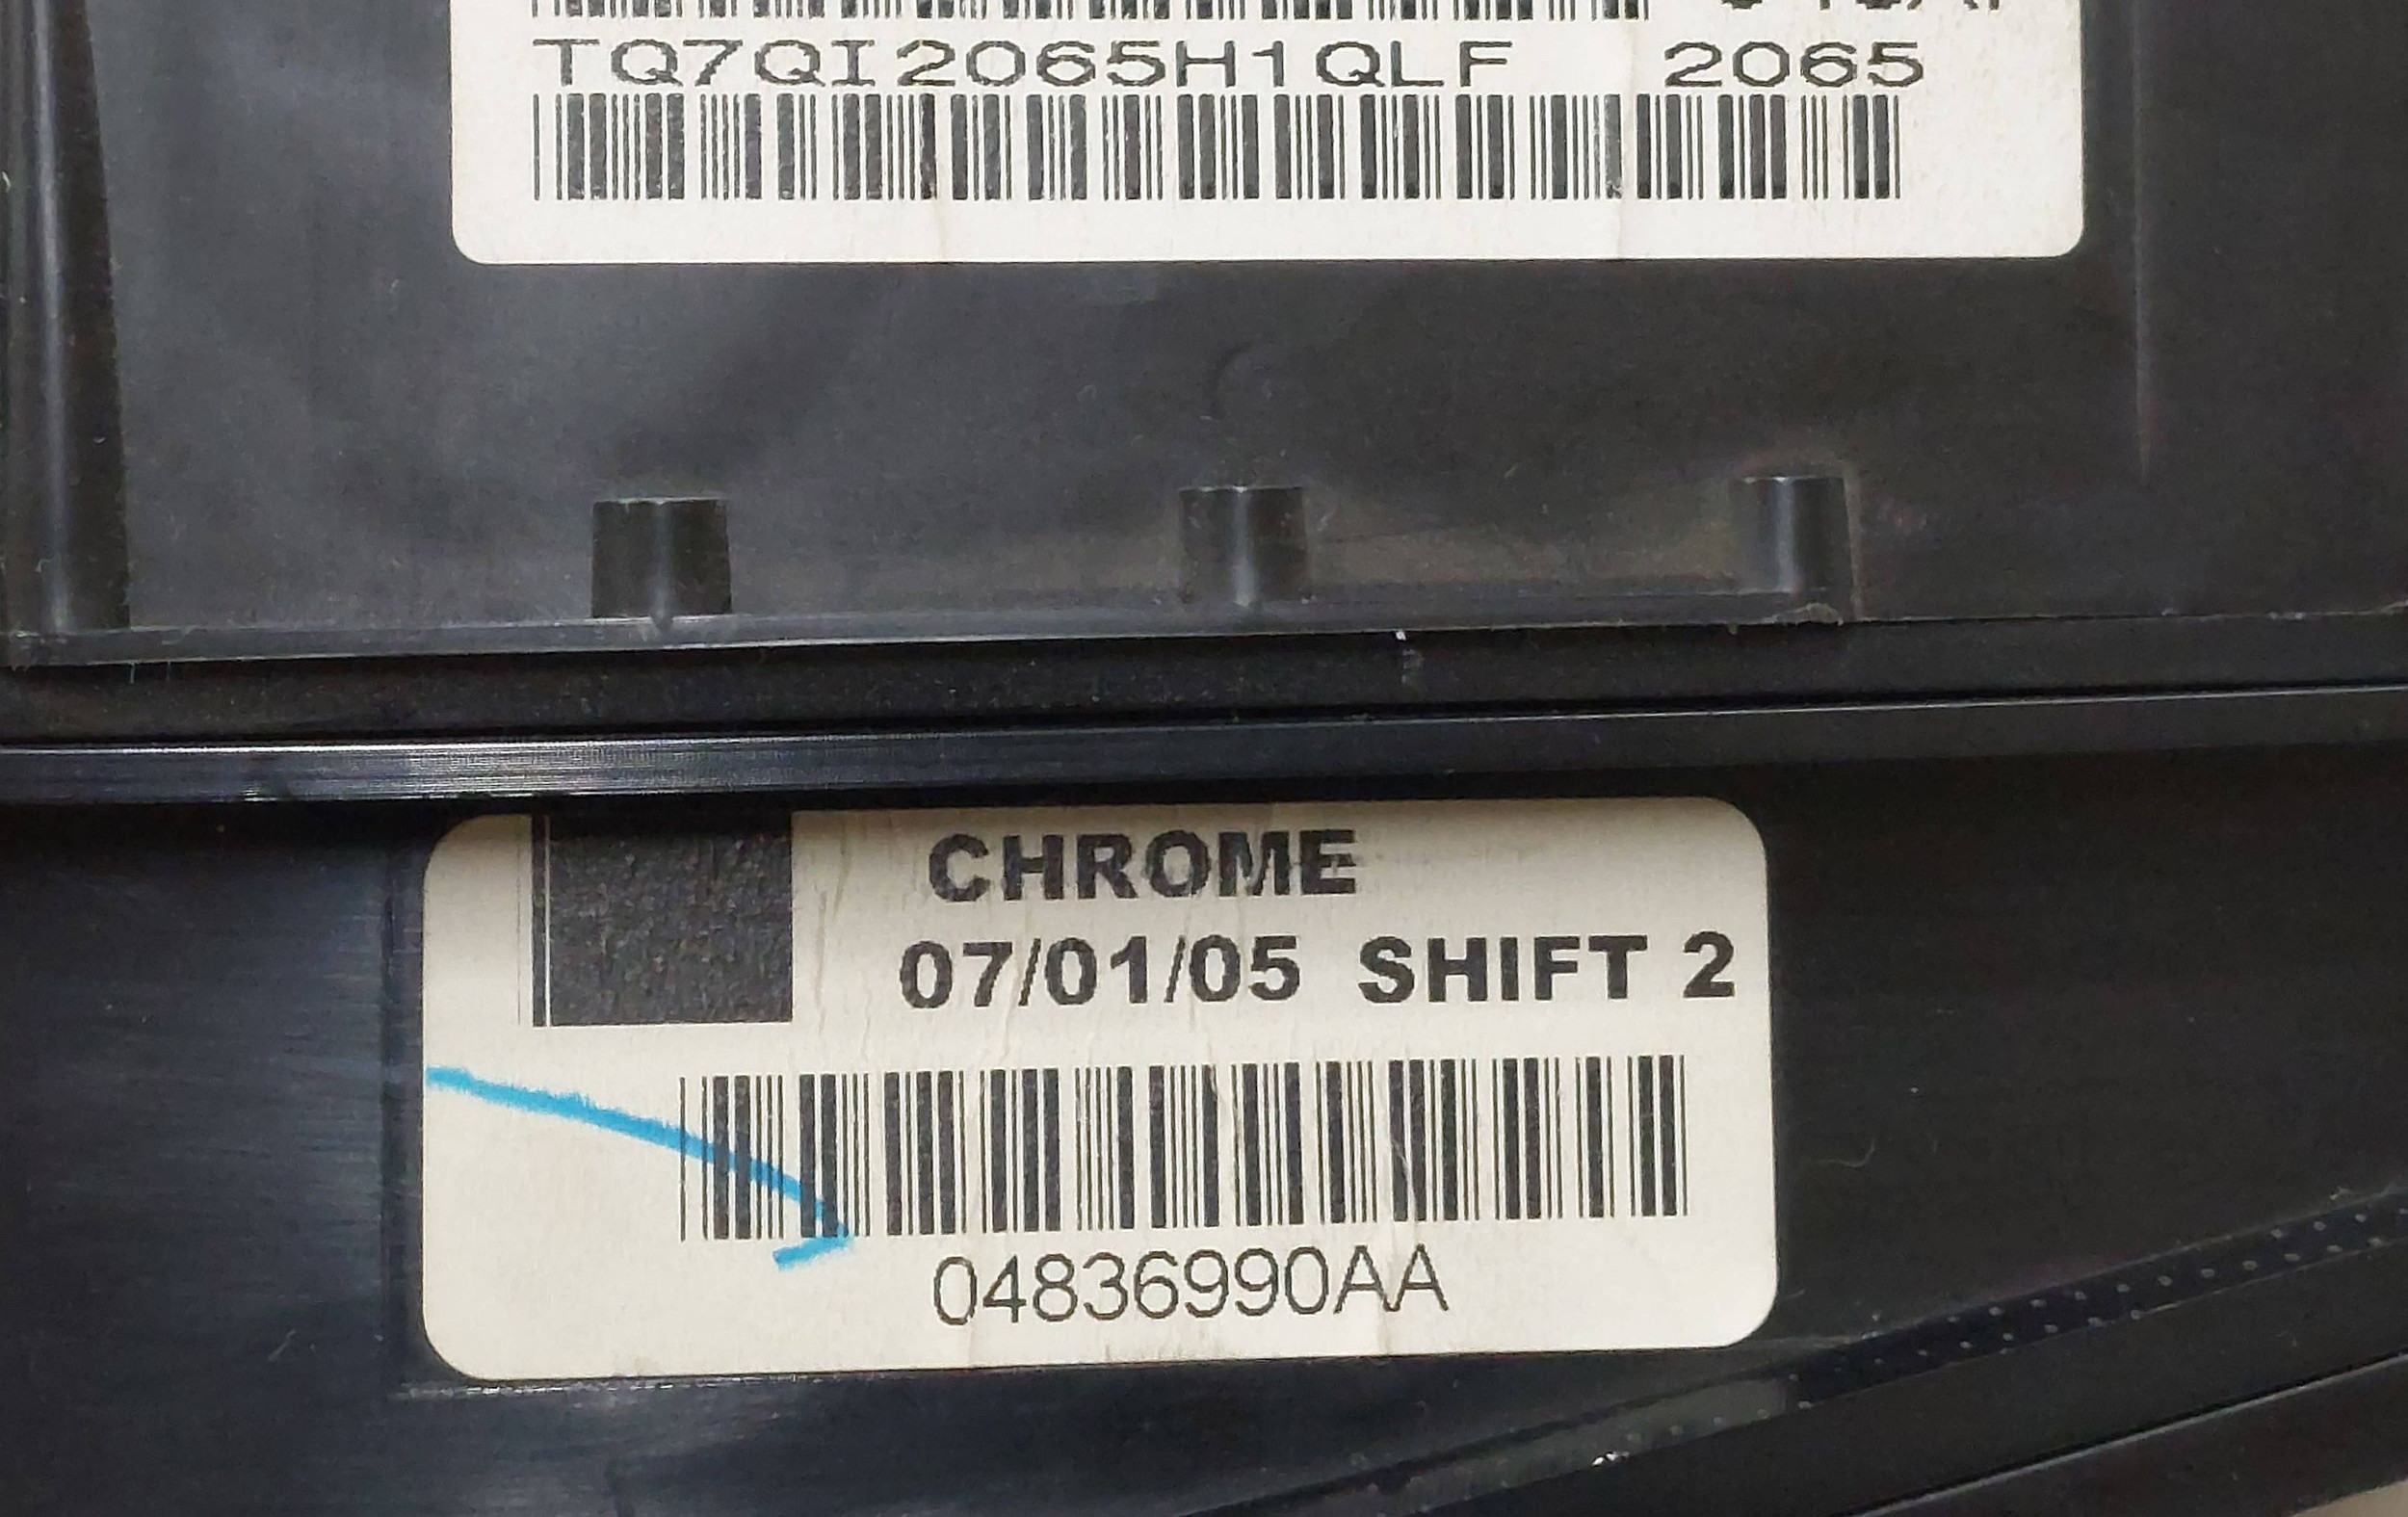 TQ7QI2065H1QLF 2065
CHROME
07/01/05 SHIFT 2
04836990AA